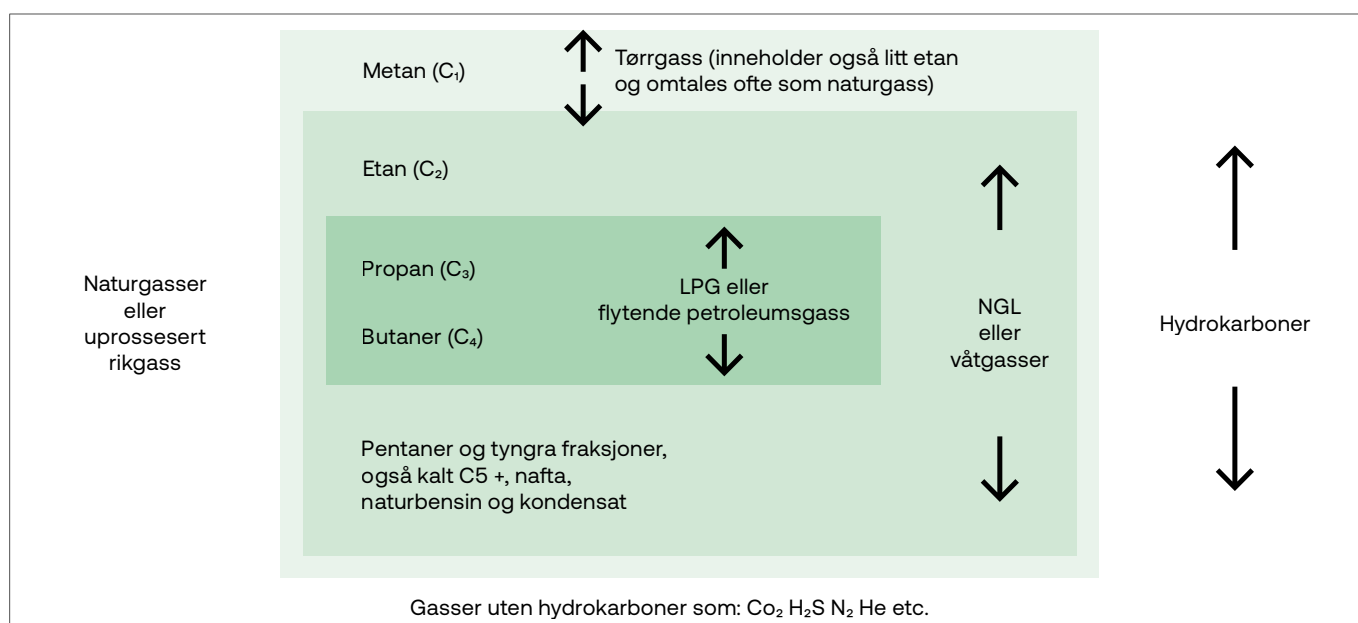 Metan (C₁)
Tørrgass (inneholder også litt etan
og omtales ofte som naturgass)
Etan (C₂)
Propan (C₃)
Butaner (C₄)
LPG eller
flytende petroleumsgass
Pentaner og tyngra fraksjoner,
også kalt C5 +, nafta,
naturbensin og kondensat
NGL
eller
våtgasser
Naturgasser
eller
uprossesert
rikgass
Hydrokarboner
Gasser uten hydrokarboner som: Co₂ H₂S N₂ He etc.